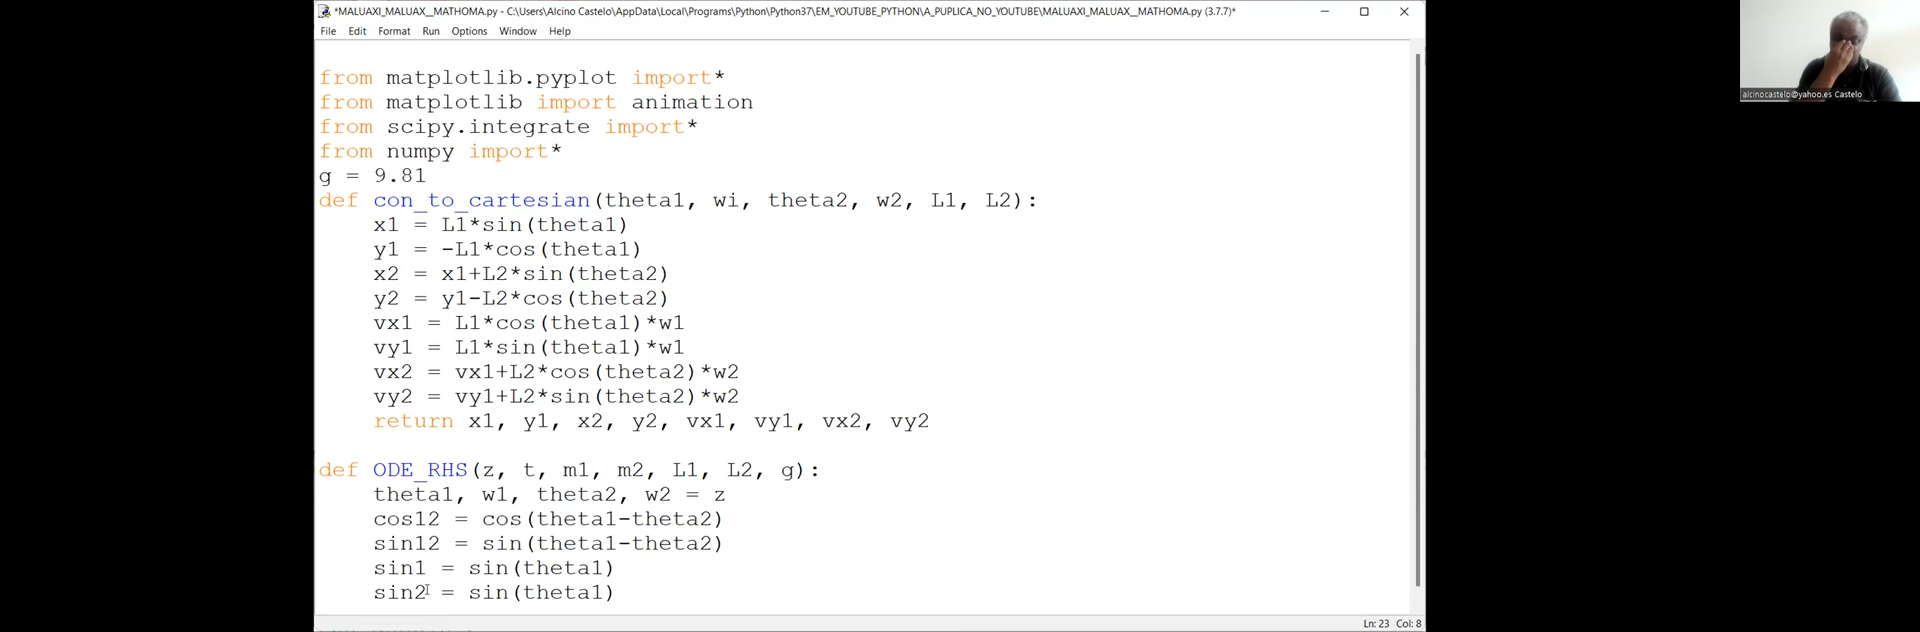 *MALUAXI_MALUAX__MATHOMA.py - C:\Users\Alcino Castelo\AppData\Local\Programs\Python\Python37\EM_YOUTUBE_PYTHON\A_PUPLICA_NO_YOUTUBE\MALUAXI_MALUAX__MATHOMA.py (3.7.7)*
File Edit Format Run Options Window Help
from matplotlib.pyplot import*
from matplotlib import animation
from scipy.integrate import*
from numpy import*
g = 9.81
def con_to_cartesian(theta1, wi, theta2, w2, L1, L2):
    x1 = L1*sin(theta1)
    y1 = -L1*cos(theta1)
    x2 = x1+L2*sin(theta2)
    y2 = y1-L2*cos(theta2)
    vx1 = L1*cos(theta1)*w1
    vy1 = L1*sin(theta1)*w1
    vx2 = vx1+L2*cos(theta2)*w2
    vy2 = vy1+L2*sin(theta2)*w2
    return x1, y1, x2, y2, vx1, vy1, vx2, vy2
def ODE_RHS(z, t, m1, m2, L1, L2, g):
    theta1, w1, theta2, w2 = z
    cos12 = cos(theta1-theta2)
    sin12 = sin(theta1-theta2)
    sin1 = sin(theta1)
    sin2 = sin(theta1)
Ln: 23 Col: 8
alcinocastelo@yahoo.es Castelo